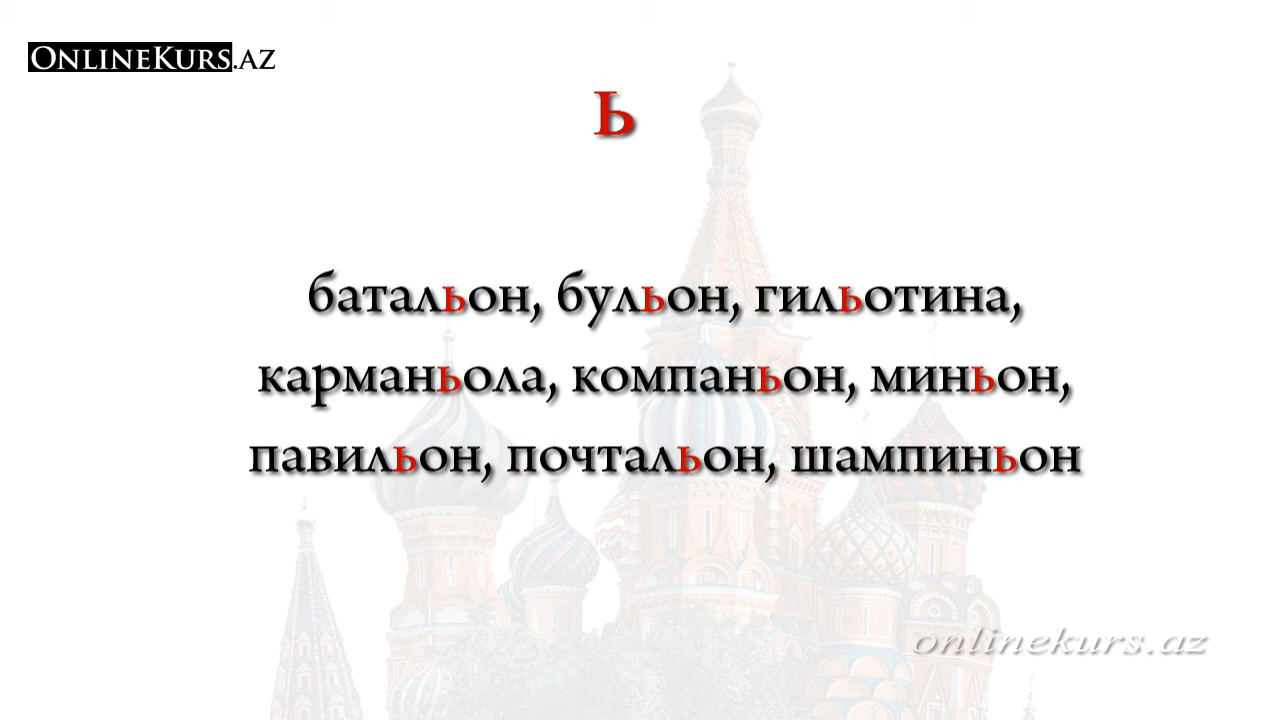 OnlineKurs.az
Ь
батальон, бульон, гильотина,
карманьола, компаньон, миньон,
павильон, почтальон, шампиньон
onlinekurs.az